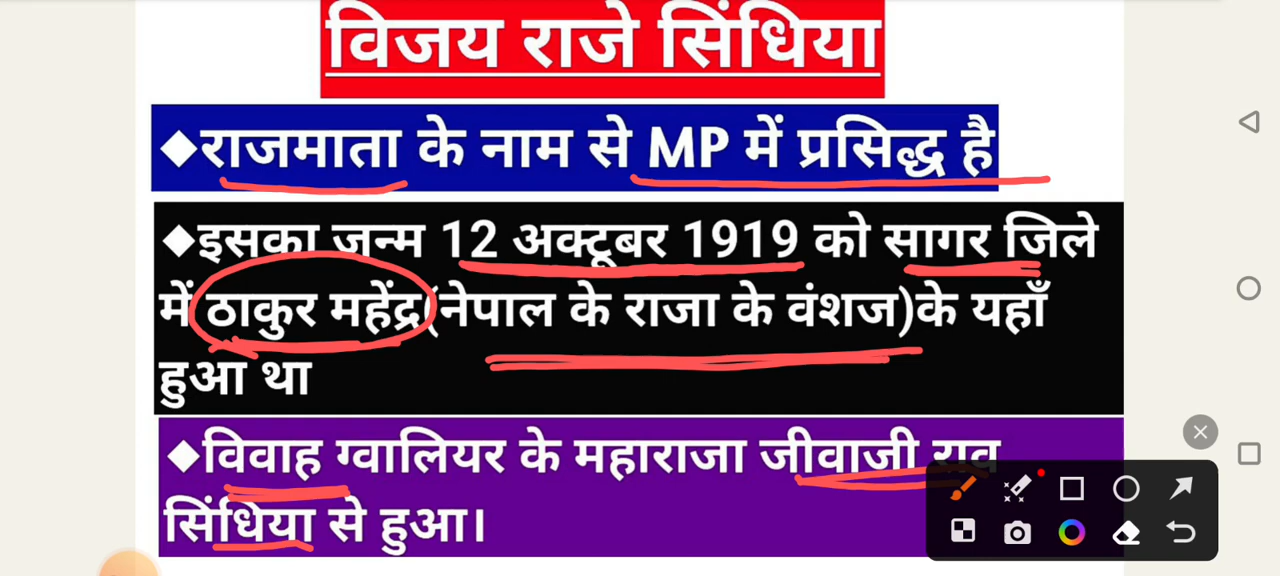 विजय राजे सिंधिया
◆राजमाता के नाम से MP में प्रसिद्ध है
◆इसका जन्म 12 अक्टूबर 1919 को सागर जिले
में ठाकुर महेंद्र(नेपाल के राजा के वंशज)के यहाँ
हुआ था
◆विवाह ग्वालियर के महाराजा जीवाजी राव
सिंधिया से हुआ।